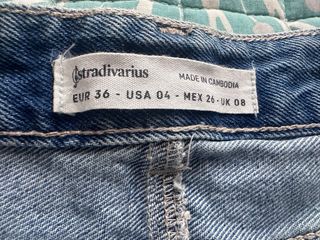 Stradivarius
MADE IN CAMBODIA
EUR 36 - USA 04 - MEX 26 - UK 08